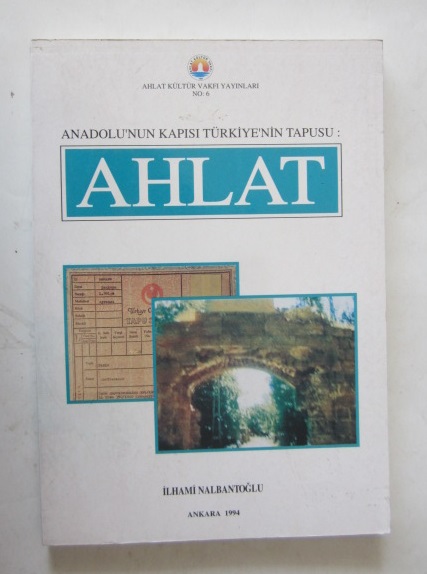 AHLAT KÜLTÜR VAKFI YAYINLARI
NO: 6
ANADOLU'NUN KAPISI TÜRKİYE'NİN TAPUSU :
AHLAT
İLHAMİ NALBANTOĞLU
ANKARA 1994